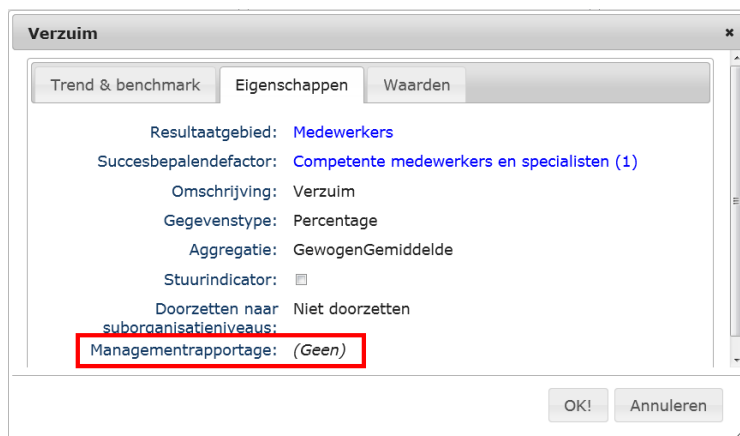 Verzuim
Trend & benchmark Eigenschappen Waarden
Resultaatgebied: Medewerkers
Succesbepalendefactor: Competente medewerkers en specialisten (1)
Omschrijving: Verzuim
Gegevenstype: Percentage
Aggregatie: GewogenGemiddelde
Stuurindicator:
Doorzetten naar Niet doorzetten
suborganisatieniveaus:
Managementrapportage: (Geen)
OK! Annuleren